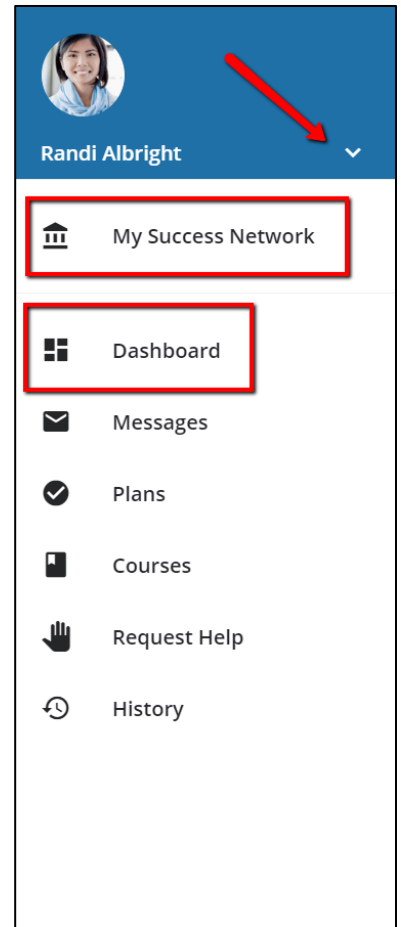 Randi Albright
My Success Network
Dashboard
Messages
Plans
Courses
Request Help
History